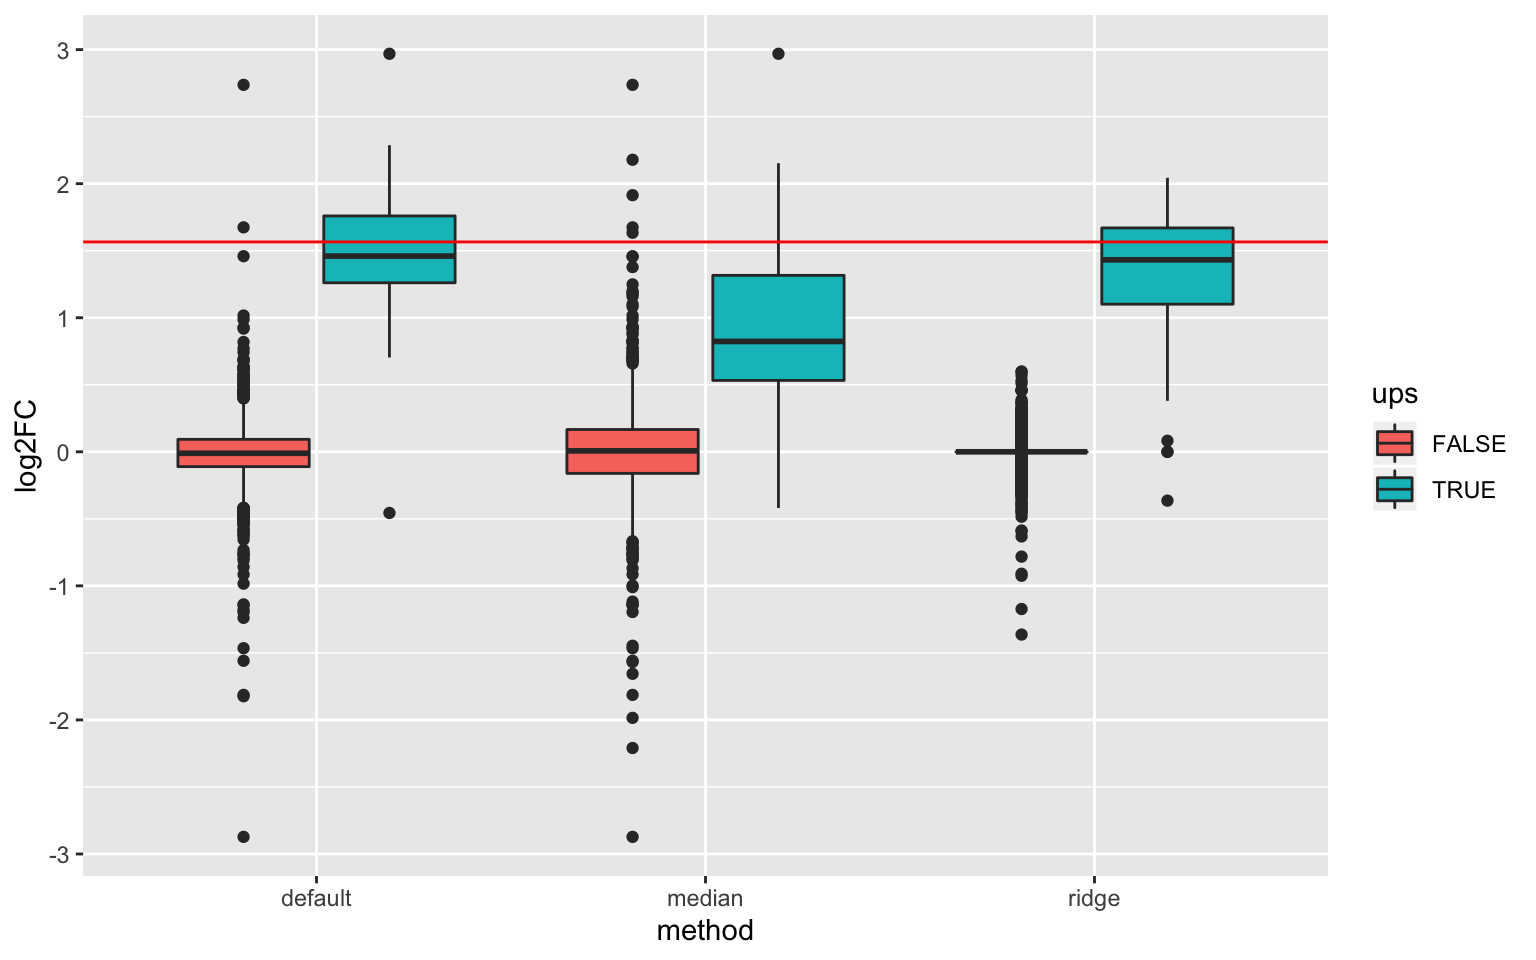 3
2
1
0
-1
-2
-3
log2FC
default
median
ridge
method
ups
FALSE
TRUE